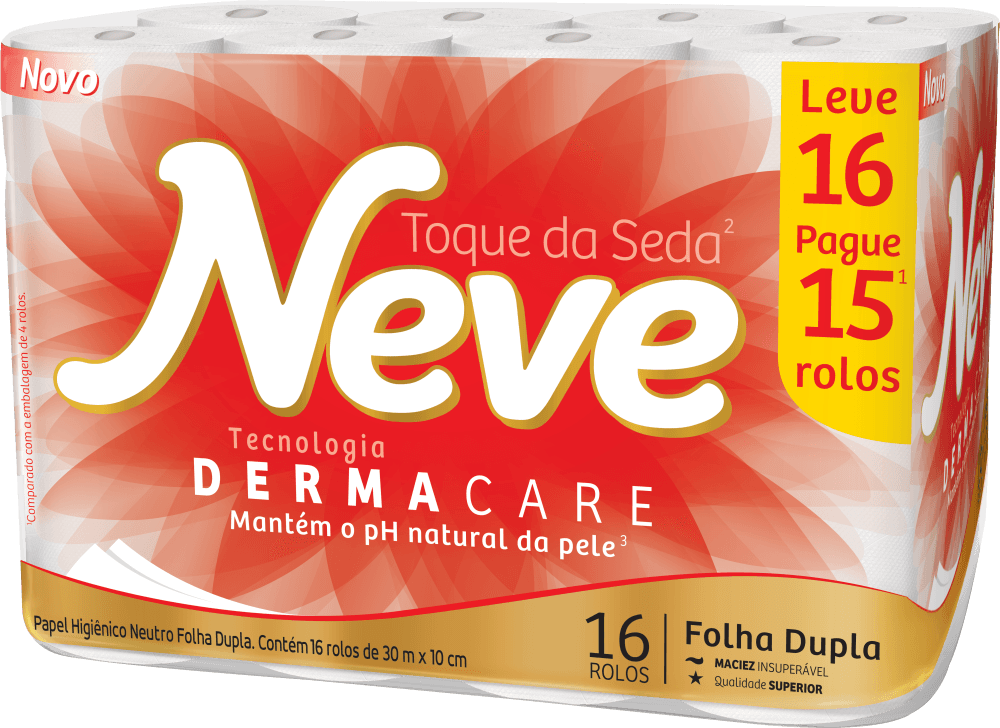 Novo
Neve
Toque da Seda²
Tecnologia
DERMACARE
Mantém o pH natural da pele³
Leve
16
Pague
15¹
rolos
¹Comparado com a embalagem de 4 rolos.
Papel Higiênico Neutro Folha Dupla. Contém 16 rolos de 30 m x 10 cm
16
ROLOS
Folha Dupla
MACIEZ INSUPERÁVEL
Qualidade SUPERIOR
Novo